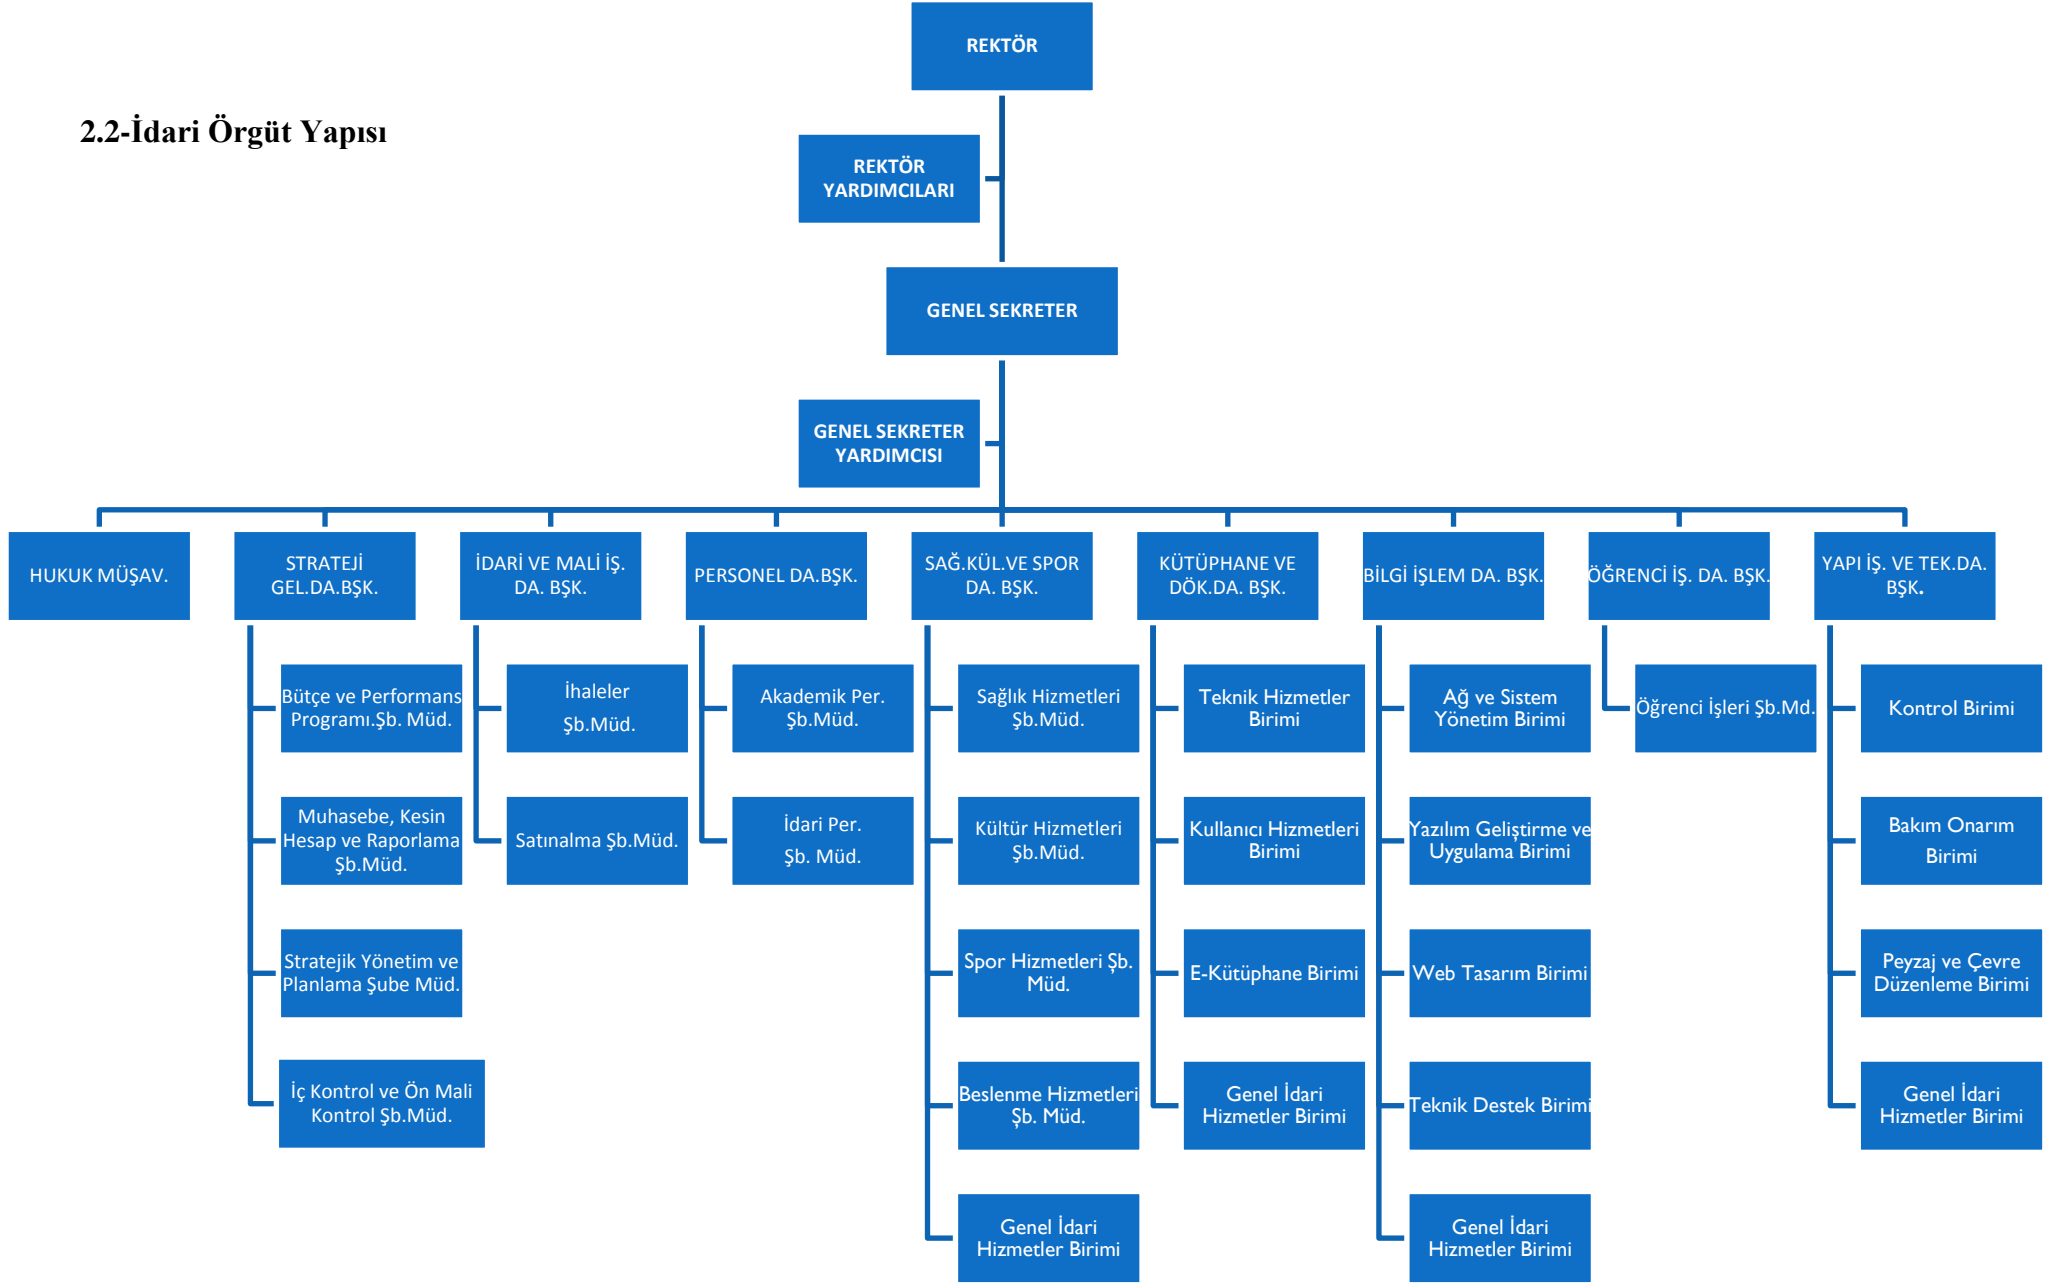 REKTÖR
2.2-İdari Örgüt Yapısı
REKTÖR
YARDIMCILARI
GENEL SEKRETER
GENEL SEKRETER
YARDIMCISI
HUKUK MÜŞAV.
STRATEJİ
GEL.DA.BŞK.
İDARİ VE MALİ İŞ.
DA. BŞK.
PERSONEL DA.BŞK.
SAĞ.KÜL.VE SPOR
DA. BŞK.
KÜTÜPHANE VE
DÖK.DA. BŞK.
BİLGİ İŞLEM DA. BŞK.
ÖĞRENCİ İŞ. DA. BŞK.
YAPI İŞ. VE TEK.DA.
BŞK.
Bütçe ve Performans
Programı.Şb. Müd.
Muhasebe, Kesin
Hesap ve Raporlama
Şb.Müd.
Stratejik Yönetim ve
Planlama Şube Müd.
İç Kontrol ve Ön Mali
Kontrol Şb.Müd.
İhaleler
Şb.Müd.
Satınalma Şb.Müd.
Akademik Per.
Şb.Müd.
İdari Per.
Şb. Müd.
Sağlık Hizmetleri
Şb.Müd.
Kültür Hizmetleri
Şb.Müd.
Spor Hizmetleri Şb.
Müd.
Beslenme Hizmetleri
Şb. Müd.
Genel İdari
Hizmetler Birimi
Teknik Hizmetler
Birimi
Kullanıcı Hizmetleri
Birimi
E-Kütüphane Birimi
Genel İdari
Hizmetler Birimi
Ağ ve Sistem
Yönetim Birimi
Yazılım Geliştirme ve
Uygulama Birimi
Web Tasarım Birimi
Teknik Destek Birimi
Genel İdari
Hizmetler Birimi
Öğrenci İşleri Şb.Md.
Kontrol Birimi
Bakım Onarım
Birimi
Peyzaj ve Çevre
Düzenleme Birimi
Genel İdari
Hizmetler Birimi